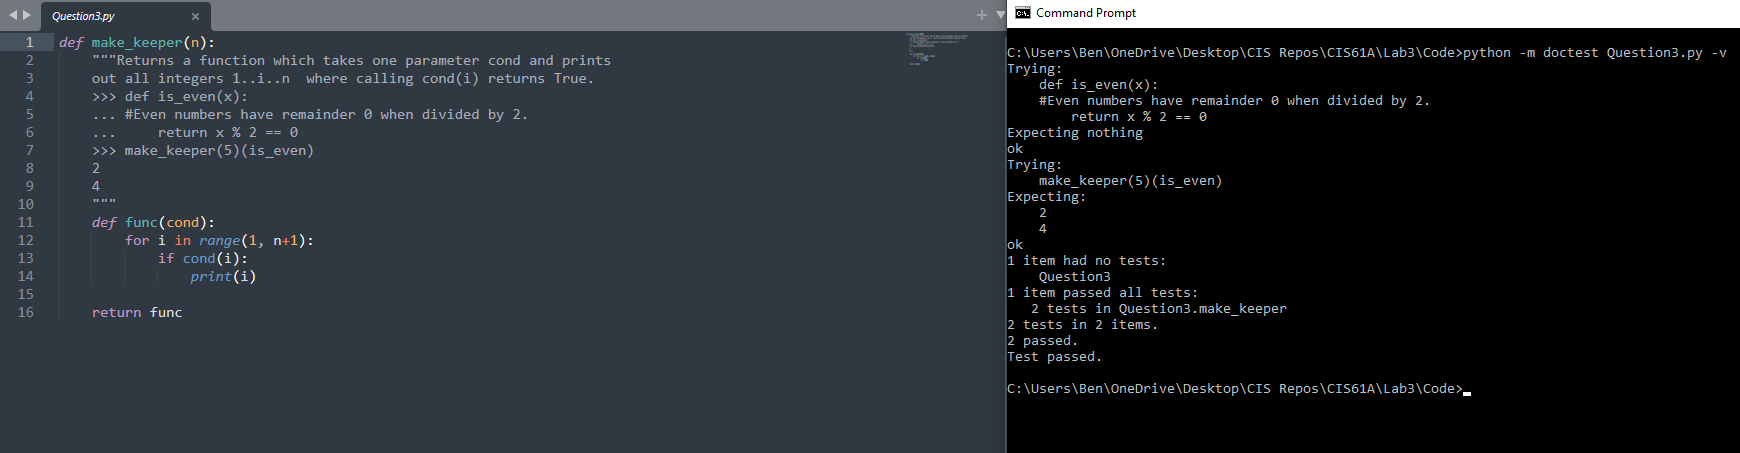 Question3.py
1 def make_keeper(n):
2 """Returns a function which takes one parameter cond and prints
3 out all integers 1..i..n  where calling cond(i) returns True.
4 >>> def is_even(x):
5 ... #Even numbers have remainder 0 when divided by 2.
6 ...     return x % 2 == 0
7 >>> make_keeper(5)(is_even)
8 2
9 4
10 """
11 def func(cond):
12 for i in range(1, n+1):
13 if cond(i):
14 print(i)
15
16 return func
Command Prompt
C:\Users\Ben\OneDrive\Desktop\CIS Repos\CIS61A\Lab3\Code>python -m doctest Question3.py -v
Trying:
    def is_even(x):
    #Even numbers have remainder 0 when divided by 2.
        return x % 2 == 0
Expecting nothing
ok
Trying:
    make_keeper(5)(is_even)
Expecting:
    2
    4
ok
1 item had no tests:
    Question3
1 item passed all tests:
   2 tests in Question3.make_keeper
2 tests in 2 items.
2 passed.
Test passed.
C:\Users\Ben\OneDrive\Desktop\CIS Repos\CIS61A\Lab3\Code>